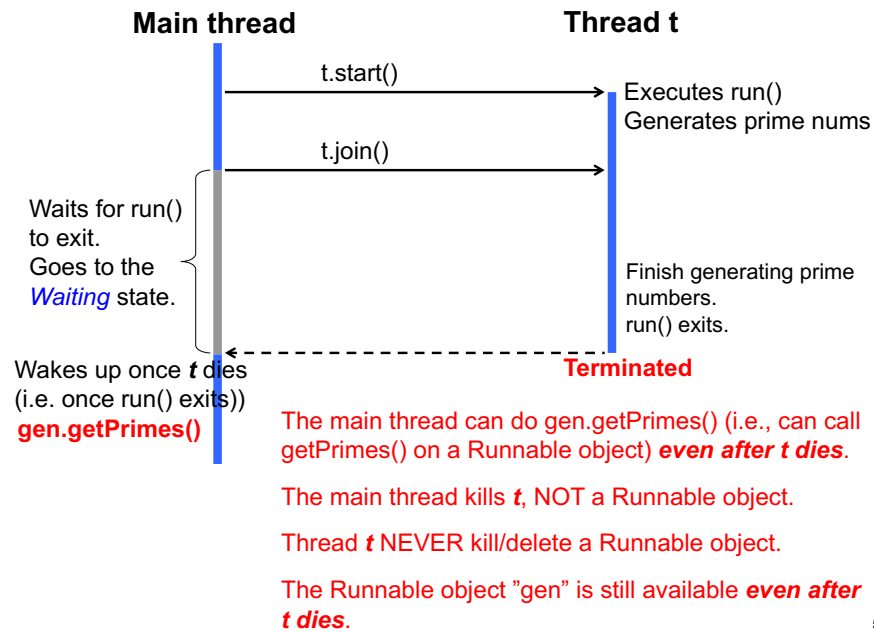 Main thread
Thread t
t.start()
Executes run()
Generates prime nums
t.join()
Waits for run()
to exit.
Goes to the
Waiting state.
Finish generating prime
numbers.
run() exits.
Wakes up once t dies
(i.e. once run() exits))
gen.getPrimes()
Terminated
The main thread can do gen.getPrimes() (i.e., can call
getPrimes() on a Runnable object) even after t dies.
The main thread kills t, NOT a Runnable object.
Thread t NEVER kill/delete a Runnable object.
The Runnable object ”gen” is still available even after
t dies.